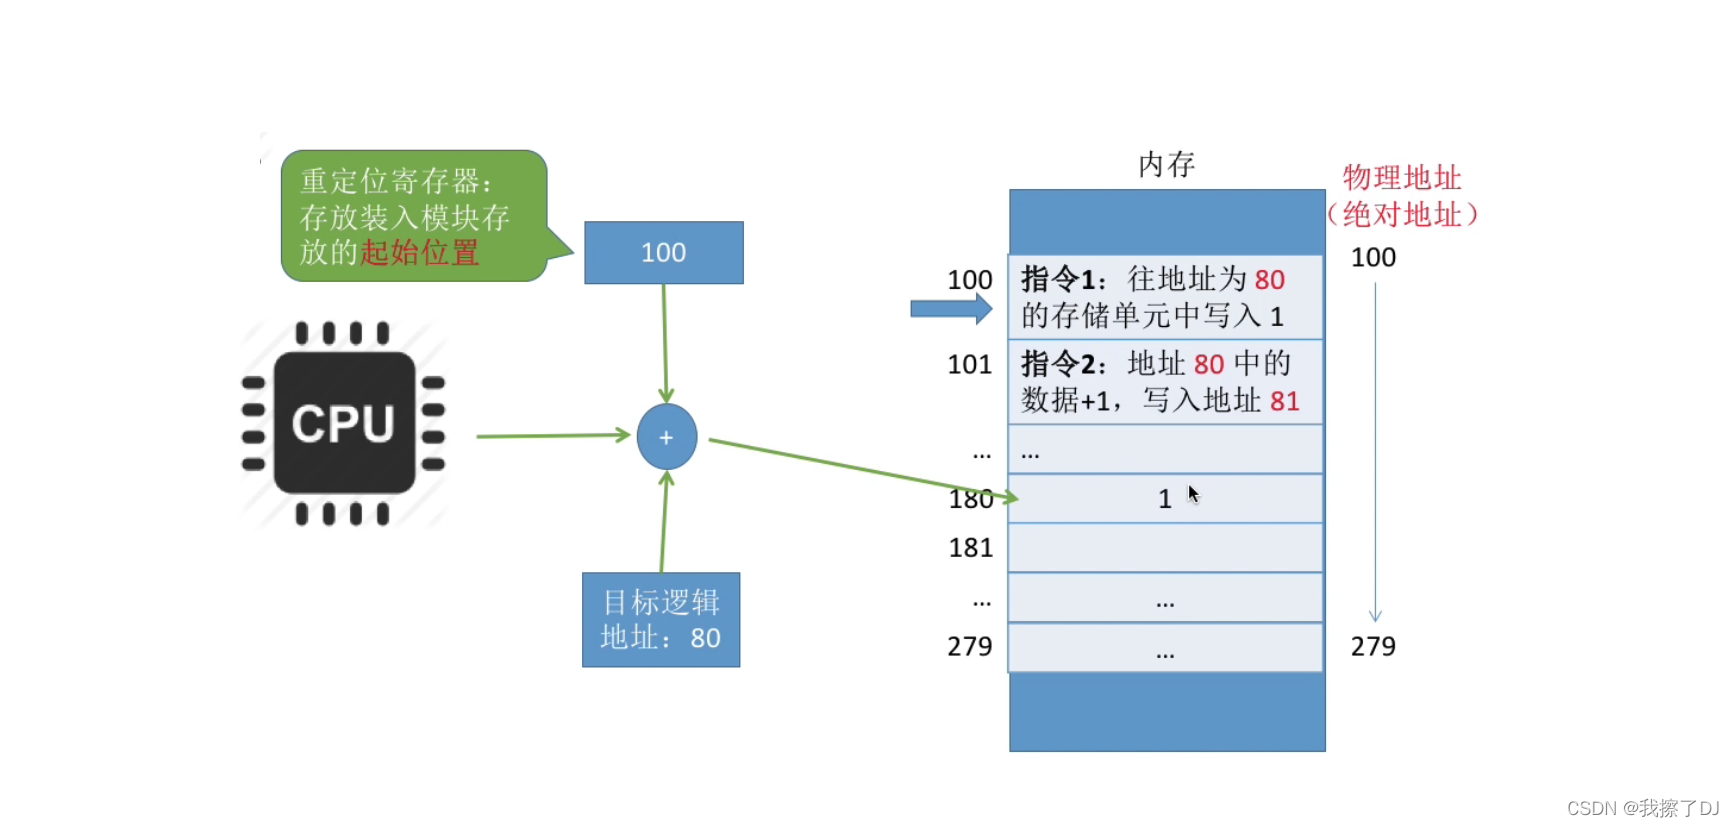 重定位寄存器：
存放装入模块存
放的起始位置
100
CPU
+
目标逻辑
地址：80
内存
物理地址
（绝对地址）
100
100
指令1：往地址为 80
的存储单元中写入 1
101
指令2：地址 80 中的
数据+1，写入地址 81
...
...
180
1
181
...
...
279
...
279
CSDN @我擦了DJ